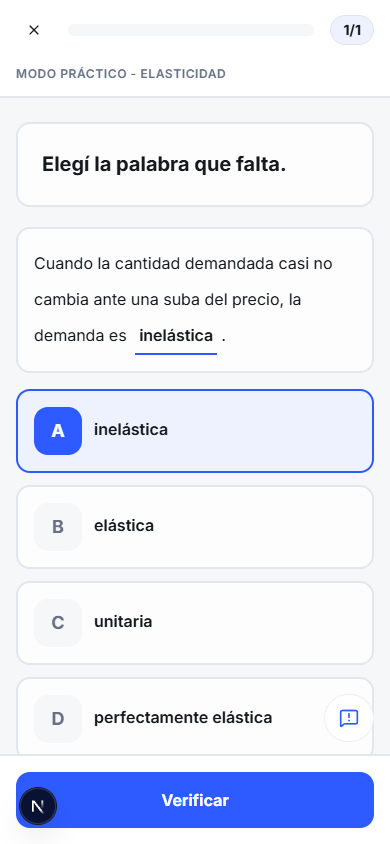 1/1
MODO PRÁCTICO - ELASTICIDAD
Elegí la palabra que falta.
Cuando la cantidad demandada casi no
cambia ante una suba del precio, la
demanda es inelástica .
A inelástica
B elástica
C unitaria
D perfectamente elástica
Verificar
N